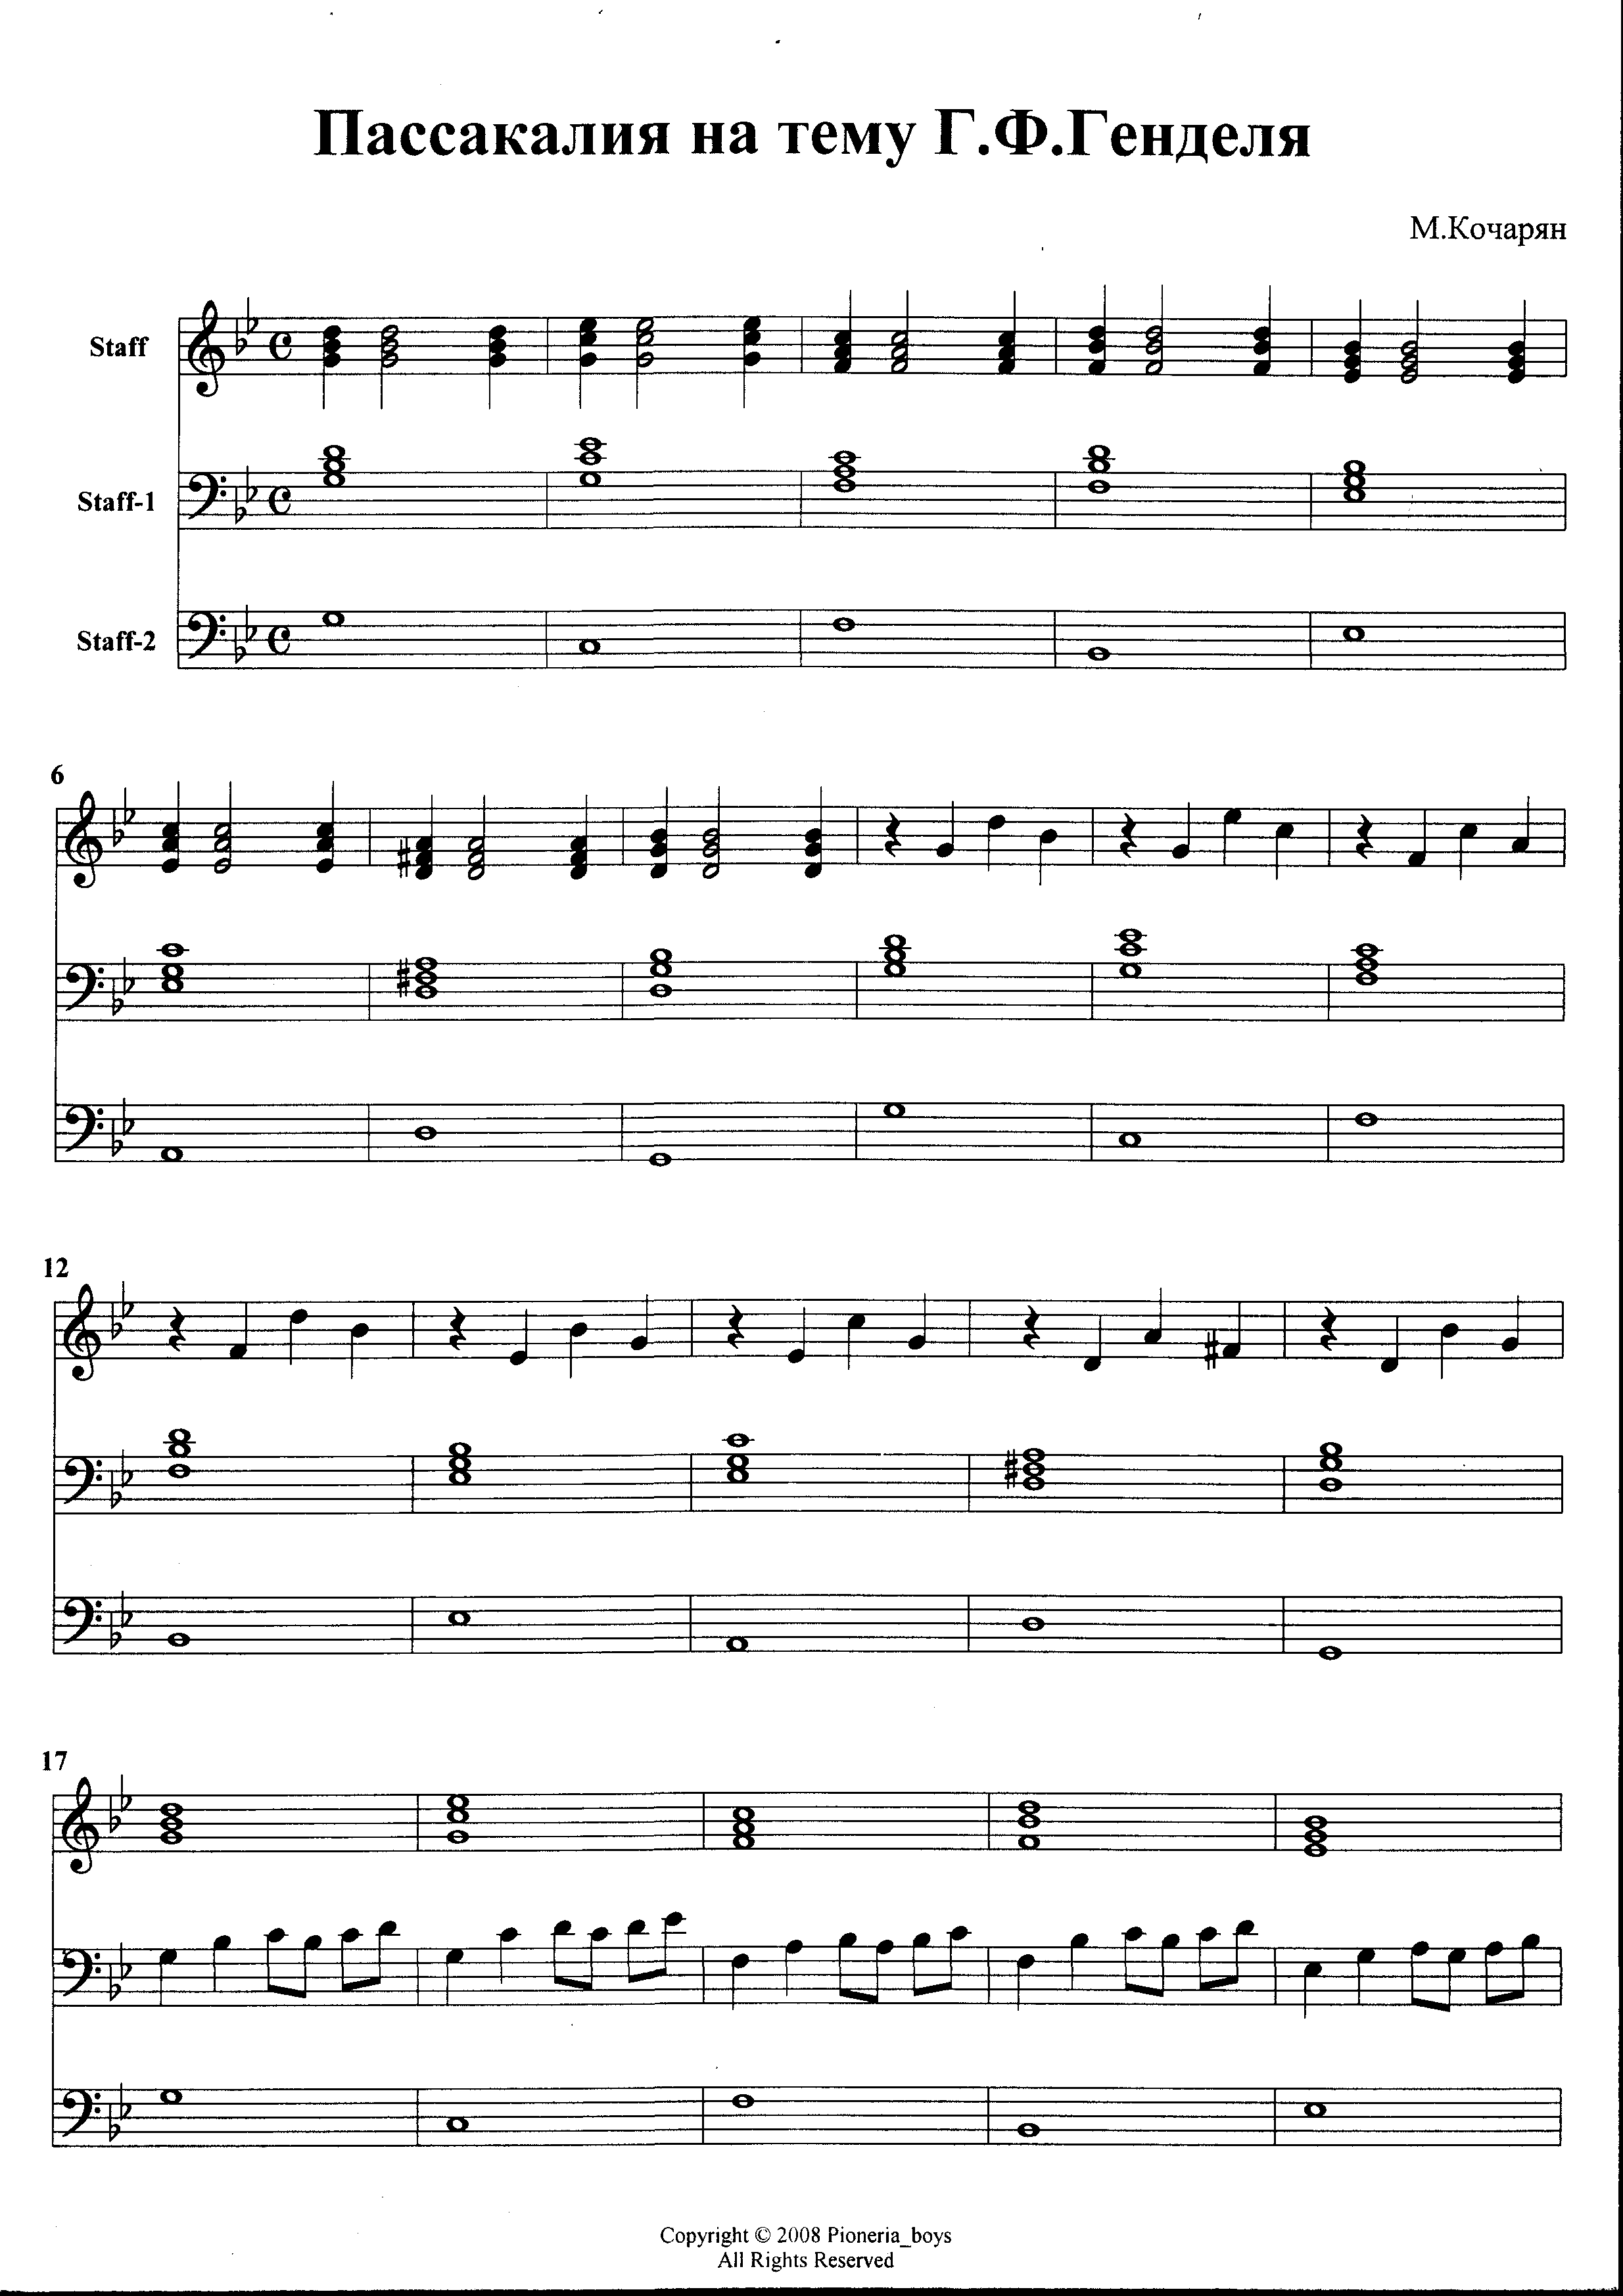 Пассакалия на тему Г.Ф.Генделя
М.Кочарян
Staff
Staff-1
Staff-2
6
12
17
Copyright © 2008 Pioneria_boys
All Rights Reserved